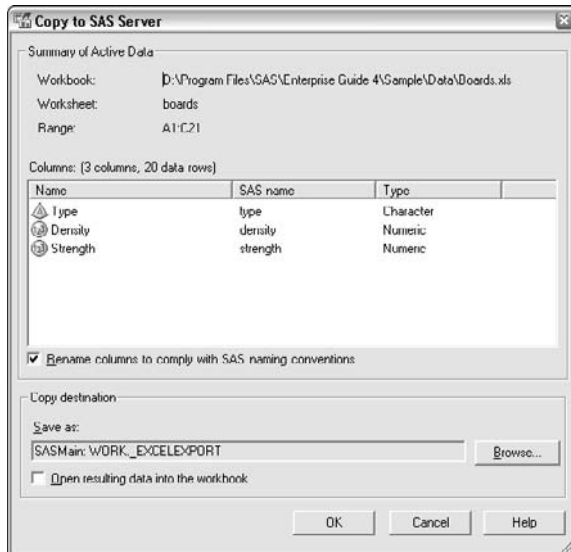 Copy to SAS Server
Summary of Active Data
Workbook: D:\Program Files\SAS\Enterprise Guide 4\Sample\Data\Boards.xls
Worksheet: boards
Range: A1:C21
Columns: (3 columns, 20 data rows)
Name SAS name Type
Type type Character
Density density Numeric
Strength strength Numeric
Rename columns to comply with SAS naming conventions
Copy destination
Save as:
SASMain: WORK._EXCELEXPORT Browse...
Open resulting data into the workbook
OK Cancel Help